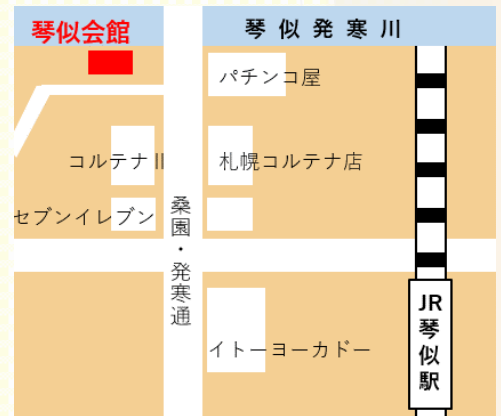 琴似会館
琴似発寒川
パチンコ屋
コルテナⅡ
札幌コルテナ店
セブンイレブン
桑園・発寒通
イトーヨーカドー
JR琴似駅